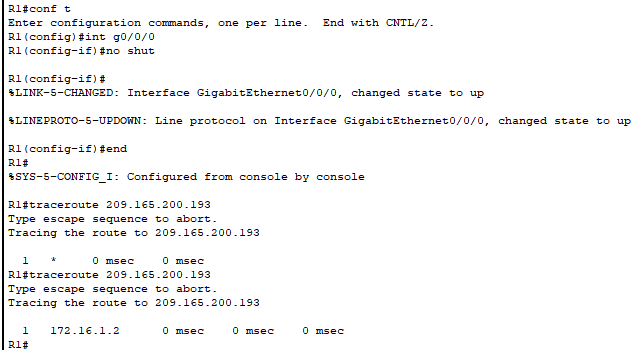 R1#conf t
Enter configuration commands, one per line.  End with CNTL/Z.
R1(config)#int g0/0/0
R1(config-if)#no shut
R1(config-if)#
%LINK-5-CHANGED: Interface GigabitEthernet0/0/0, changed state to up
%LINEPROTO-5-UPDOWN: Line protocol on Interface GigabitEthernet0/0/0, changed state to up
R1(config-if)#end
R1#
%SYS-5-CONFIG_I: Configured from console by console
R1#traceroute 209.165.200.193
Type escape sequence to abort.
Tracing the route to 209.165.200.193
1   *     0 msec    0 msec
R1#traceroute 209.165.200.193
Type escape sequence to abort.
Tracing the route to 209.165.200.193
1   172.16.1.2      0 msec    0 msec    0 msec
R1#